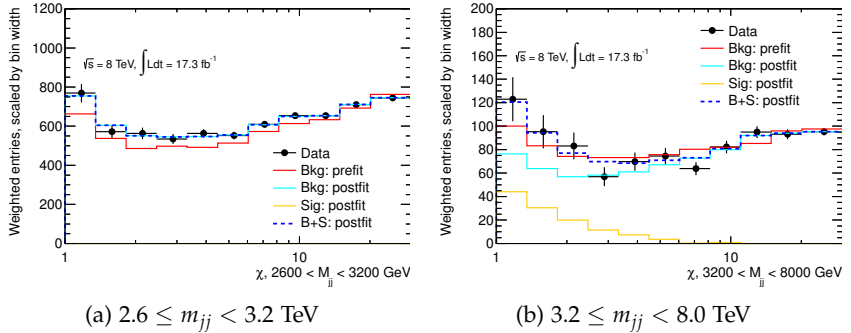 Weighted entries, scaled by bin width
1200
1000
800
600
400
200
0
√s = 8 TeV, ∫Ldt = 17.3 fb⁻¹
Data
Bkg: prefit
Bkg: postfit
Sig: postfit
B+S: postfit
1
10
χ, 2600 < M_jj < 3200 GeV
(a) 2.6 ≤ m_jj < 3.2 TeV
Weighted entries, scaled by bin width
200
180
160
140
120
100
80
60
40
20
0
√s = 8 TeV, ∫Ldt = 17.3 fb⁻¹
Data
Bkg: prefit
Bkg: postfit
Sig: postfit
B+S: postfit
1
10
χ, 3200 < M_jj < 8000 GeV
(b) 3.2 ≤ m_jj < 8.0 TeV